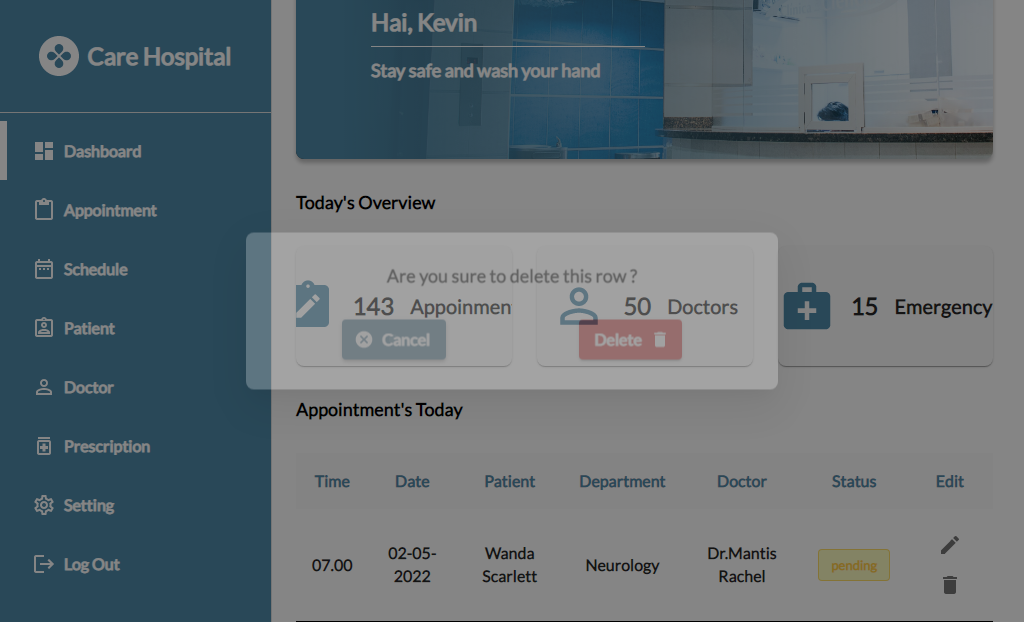 Care Hospital
Dashboard
Appointment
Schedule
Patient
Doctor
Prescription
Setting
Log Out
Hai, Kevin
Stay safe and wash your hand
Today's Overview
143 Appoinmen
50 Doctors
15 Emergency
Are you sure to delete this row ?
Cancel
Delete
Appointment's Today
Time Date Patient Department Doctor Status Edit
07.00 02-05-2022 Wanda Scarlett Neurology Dr.Mantis Rachel pending